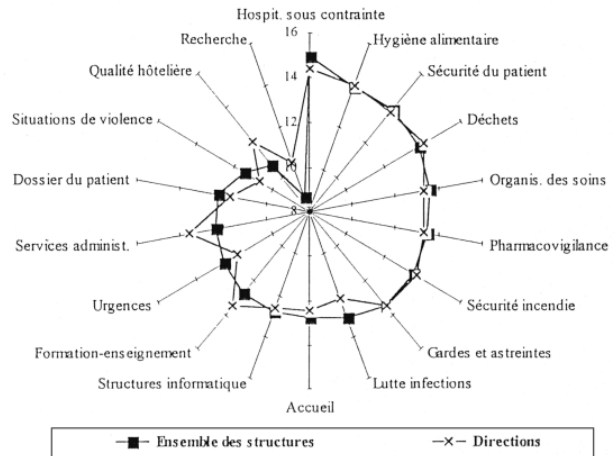 Hospit. sous contrainte
16
Recherche
Hygiène alimentaire
14
Qualité hôtelière
Sécurité du patient
12
Situations de violence
Déchets
10
Dossier du patient
Organis. des soins
8
Services administ.
Pharmacovigilance
Urgences
Sécurité incendie
Formation-enseignement
Gardes et astreintes
Structures informatique
Lutte infections
Accueil
Ensemble des structures
Directions